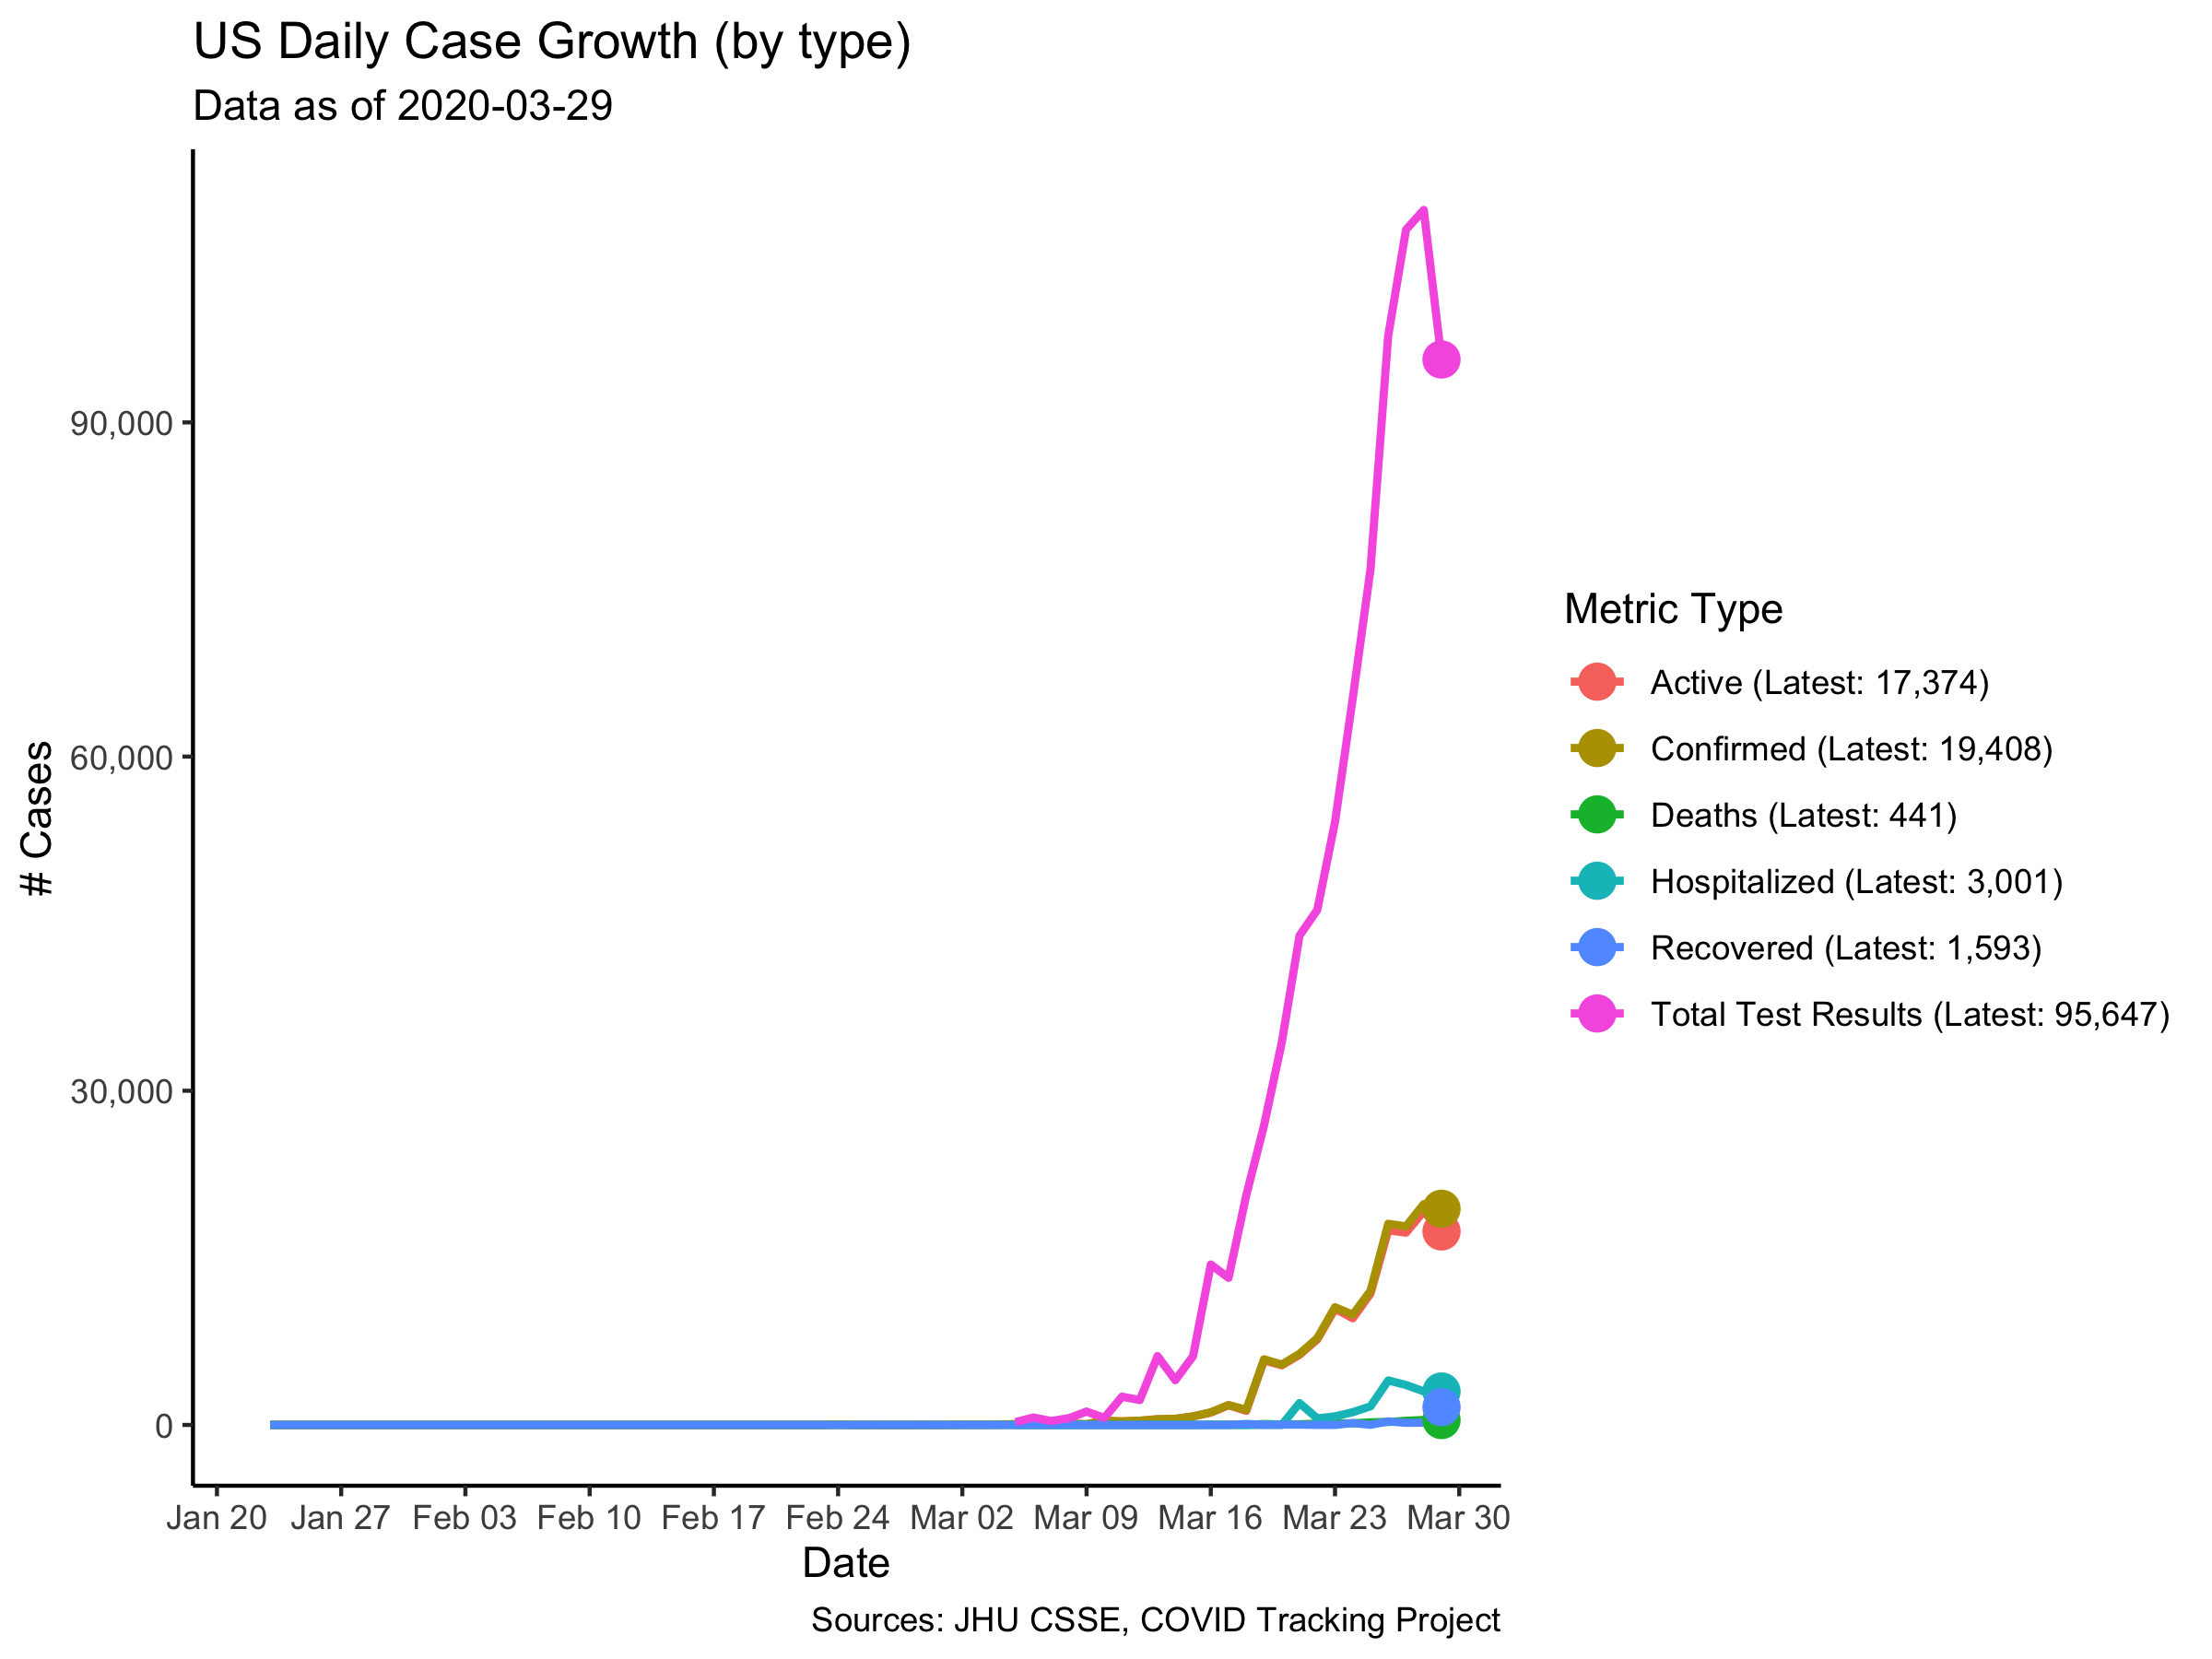 US Daily Case Growth (by type)
Data as of 2020-03-29
# Cases
90,000
60,000
30,000
0
Jan 20 Jan 27 Feb 03 Feb 10 Feb 17 Feb 24 Mar 02 Mar 09 Mar 16 Mar 23 Mar 30
Date
Metric Type
Active (Latest: 17,374)
Confirmed (Latest: 19,408)
Deaths (Latest: 441)
Hospitalized (Latest: 3,001)
Recovered (Latest: 1,593)
Total Test Results (Latest: 95,647)
Sources: JHU CSSE, COVID Tracking Project